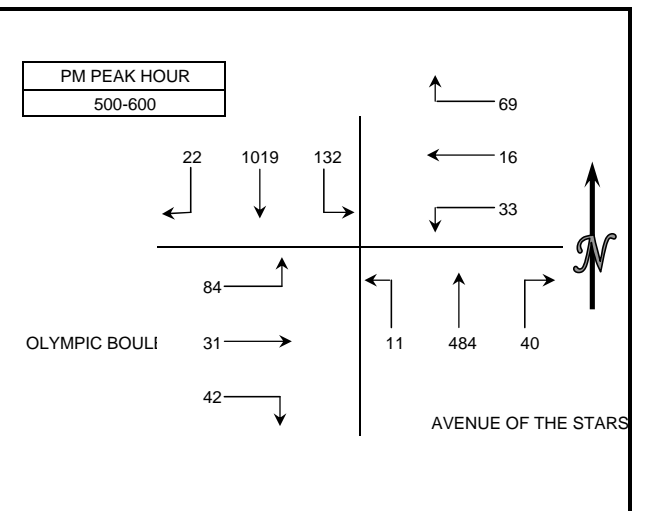 PM PEAK HOUR
500-600
69
22 1019 132 16
33
84
OLYMPIC BOULE 31 11 484 40
42
AVENUE OF THE STARS
N